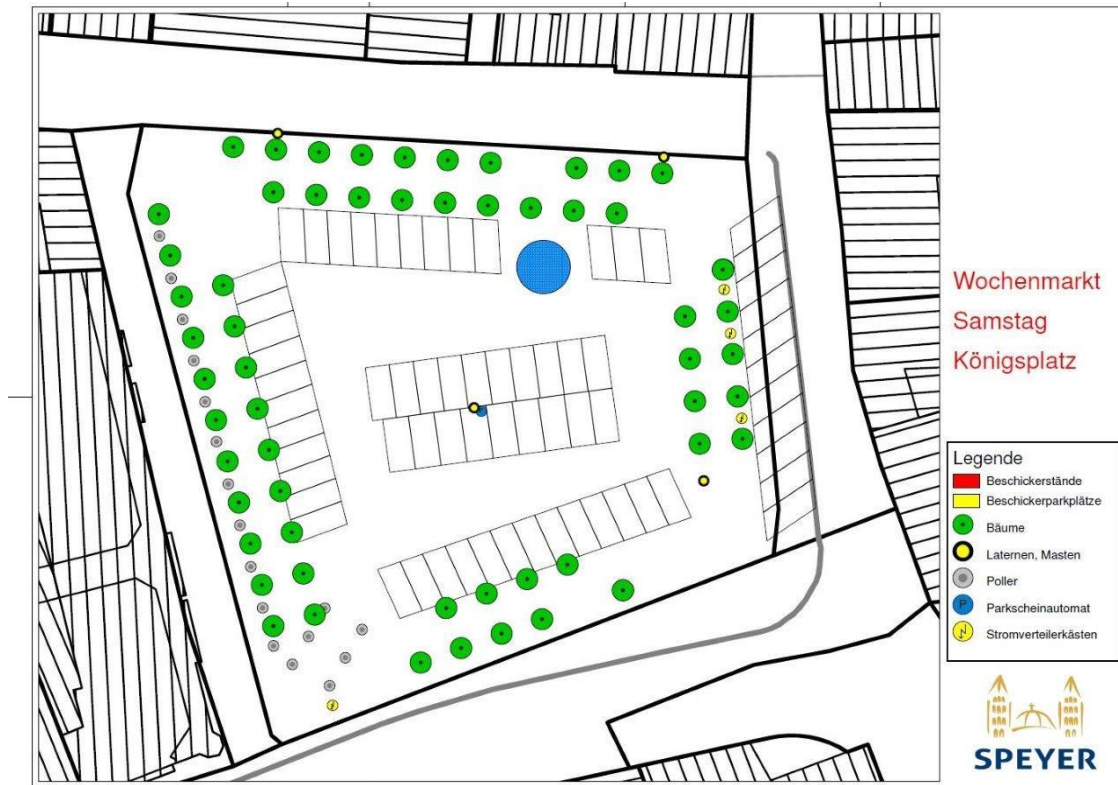 Wochenmarkt
Samstag
Königsplatz
Legende
Beschickerstände
Beschickerparkplätze
Bäume
Laternen, Masten
Poller
P
Parkscheinautomat
Stromverteilerkästen
SPEYER